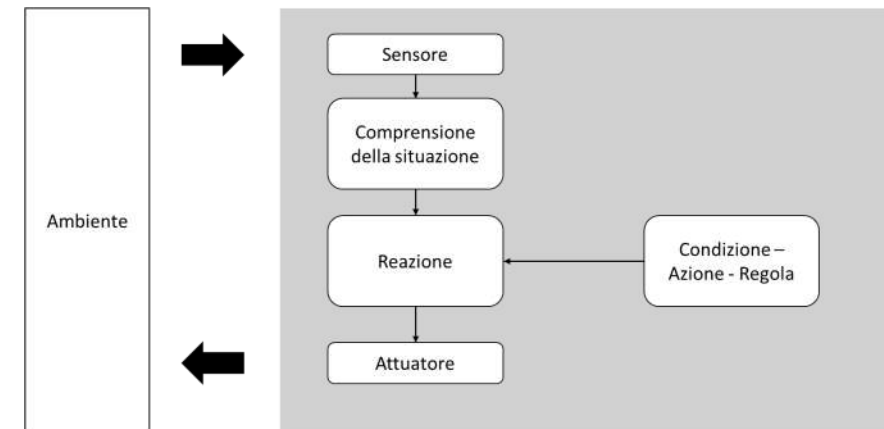 Sensore
Comprensione
della situazione
Ambiente
Reazione
Condizione –
Azione - Regola
Attuatore